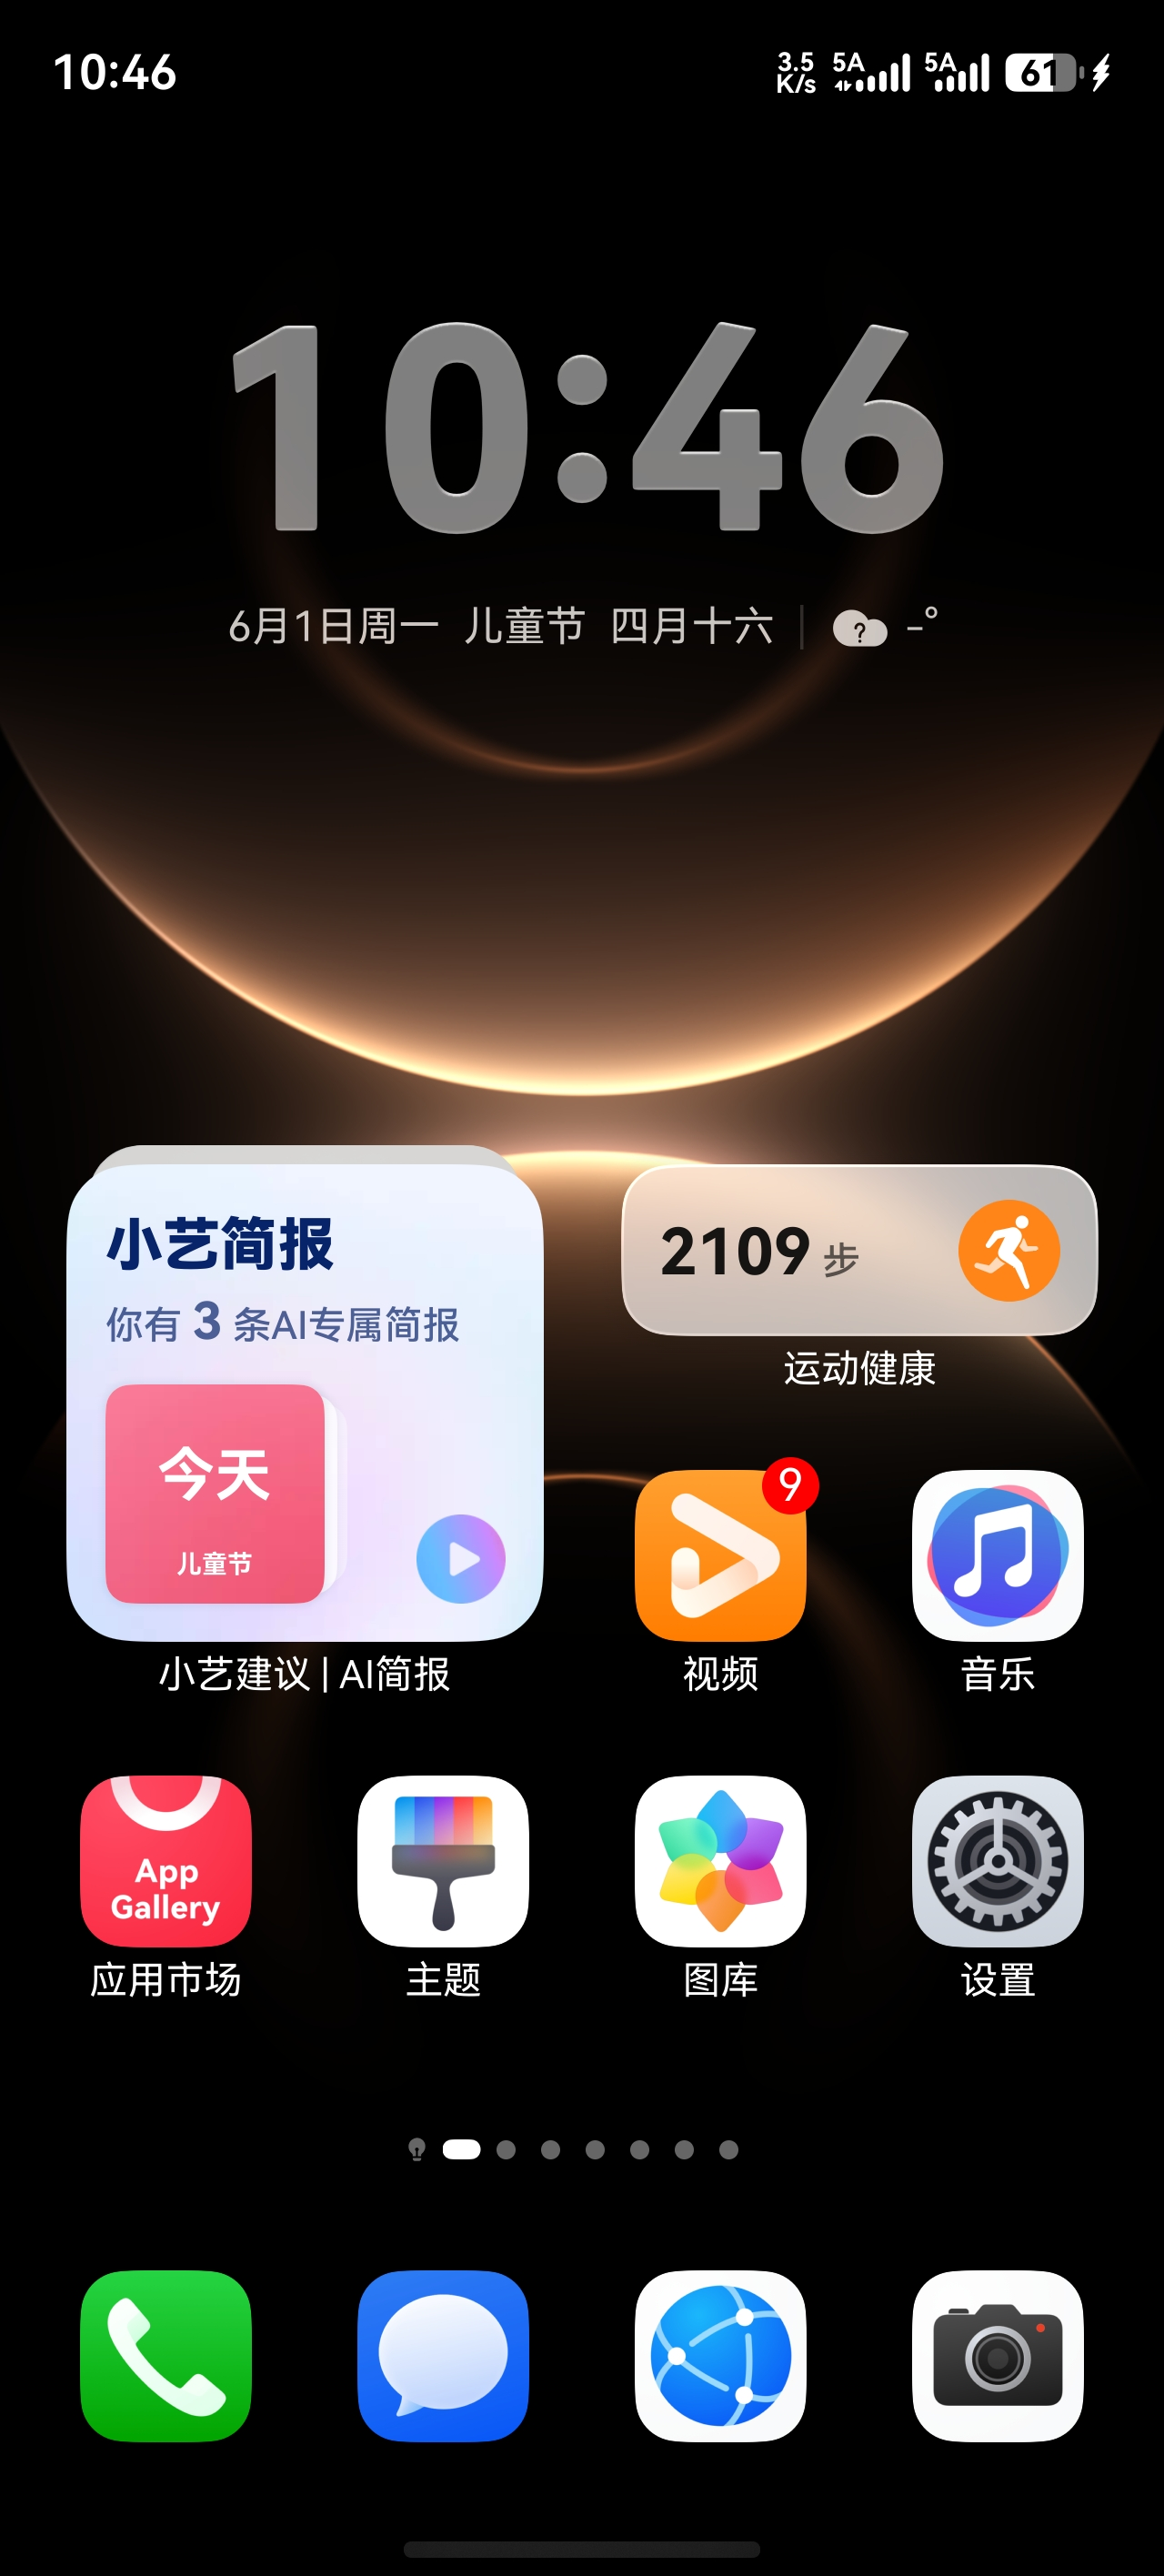 10:46
3.5 K/s 5A 5A 61
10:46
6月1日周一 儿童节 四月十六 | ? -°
小艺简报
你有 3 条AI专属简报
今天
儿童节
小艺建议 | AI简报
2109 步
运动健康
9
视频
音乐
App
Gallery
应用市场
主题
图库
设置